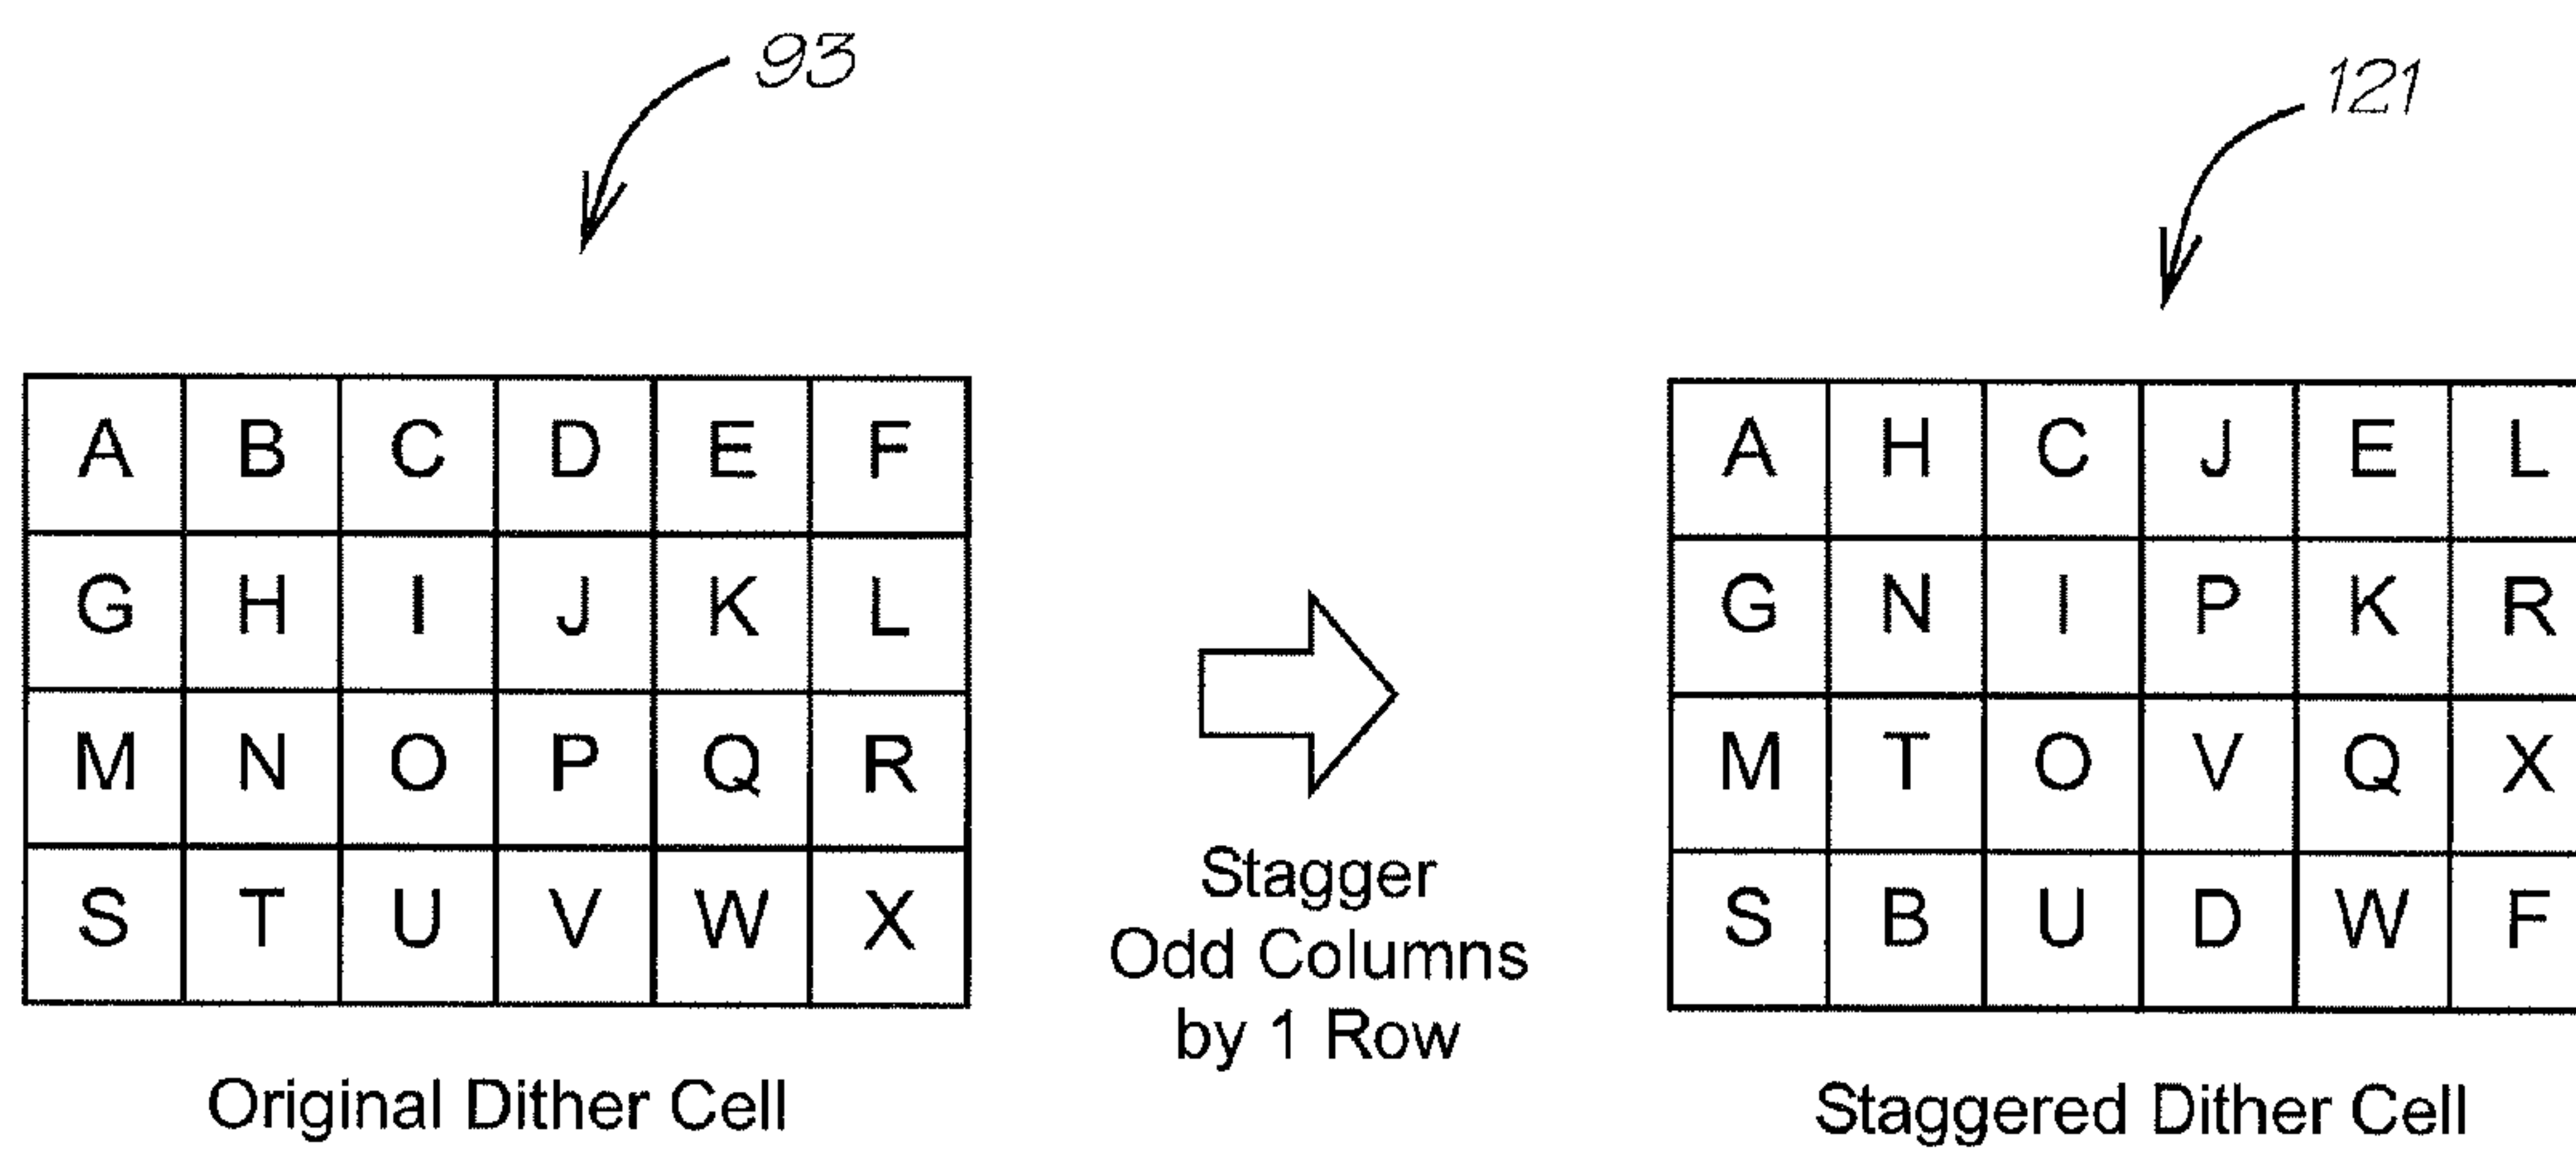 93
121
A B C D E F
G H I J K L
M N O P Q R
S T U V W X
Original Dither Cell
Stagger
Odd Columns
by 1 Row
A H C J E L
G N I P K R
M T O V Q X
S B U D W F
Staggered Dither Cell